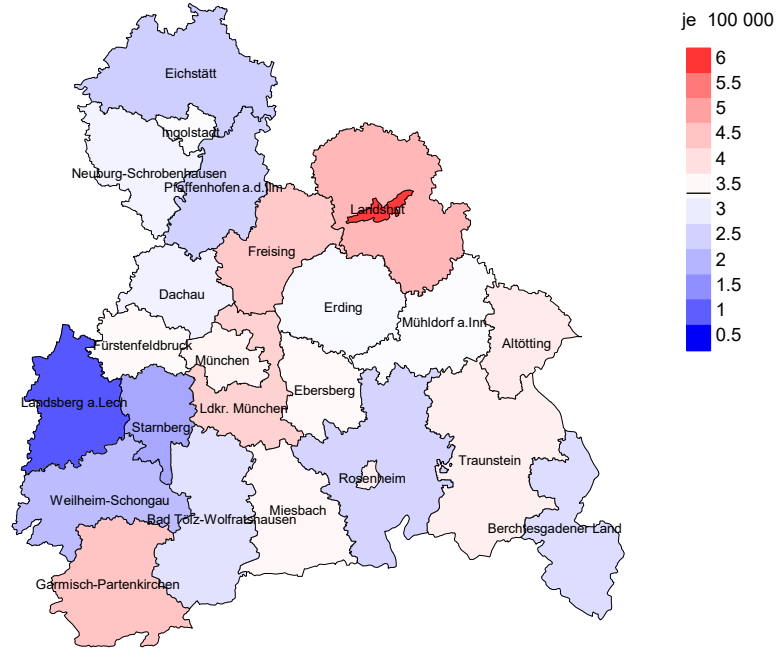 je 100 000
6
5.5
5
4.5
4
3.5
3
2.5
2
1.5
1
0.5
Eichstätt
Ingolstadt
Neuburg-Schrobenhausen
Pfaffenhofen a.d.Ilm
Landshut
Freising
Dachau
Erding
Mühldorf a.Inn
Altötting
Fürstenfeldbruck
München
Ebersberg
Landsberg a.Lech
Ldkr. München
Starnberg
Traunstein
Rosenheim
Weilheim-Schongau
Miesbach
Bad Tölz-Wolfratshausen
Berchtesgadener Land
Garmisch-Partenkirchen